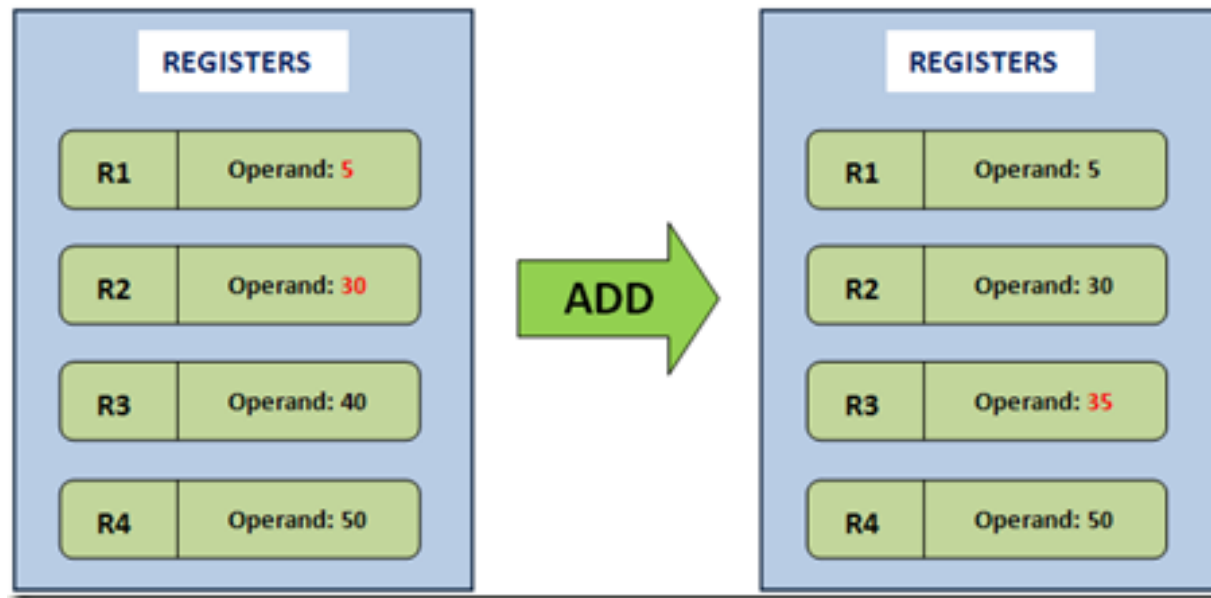 REGISTERS
R1 Operand: 5
R2 Operand: 30
R3 Operand: 40
R4 Operand: 50
ADD
REGISTERS
R1 Operand: 5
R2 Operand: 30
R3 Operand: 35
R4 Operand: 50